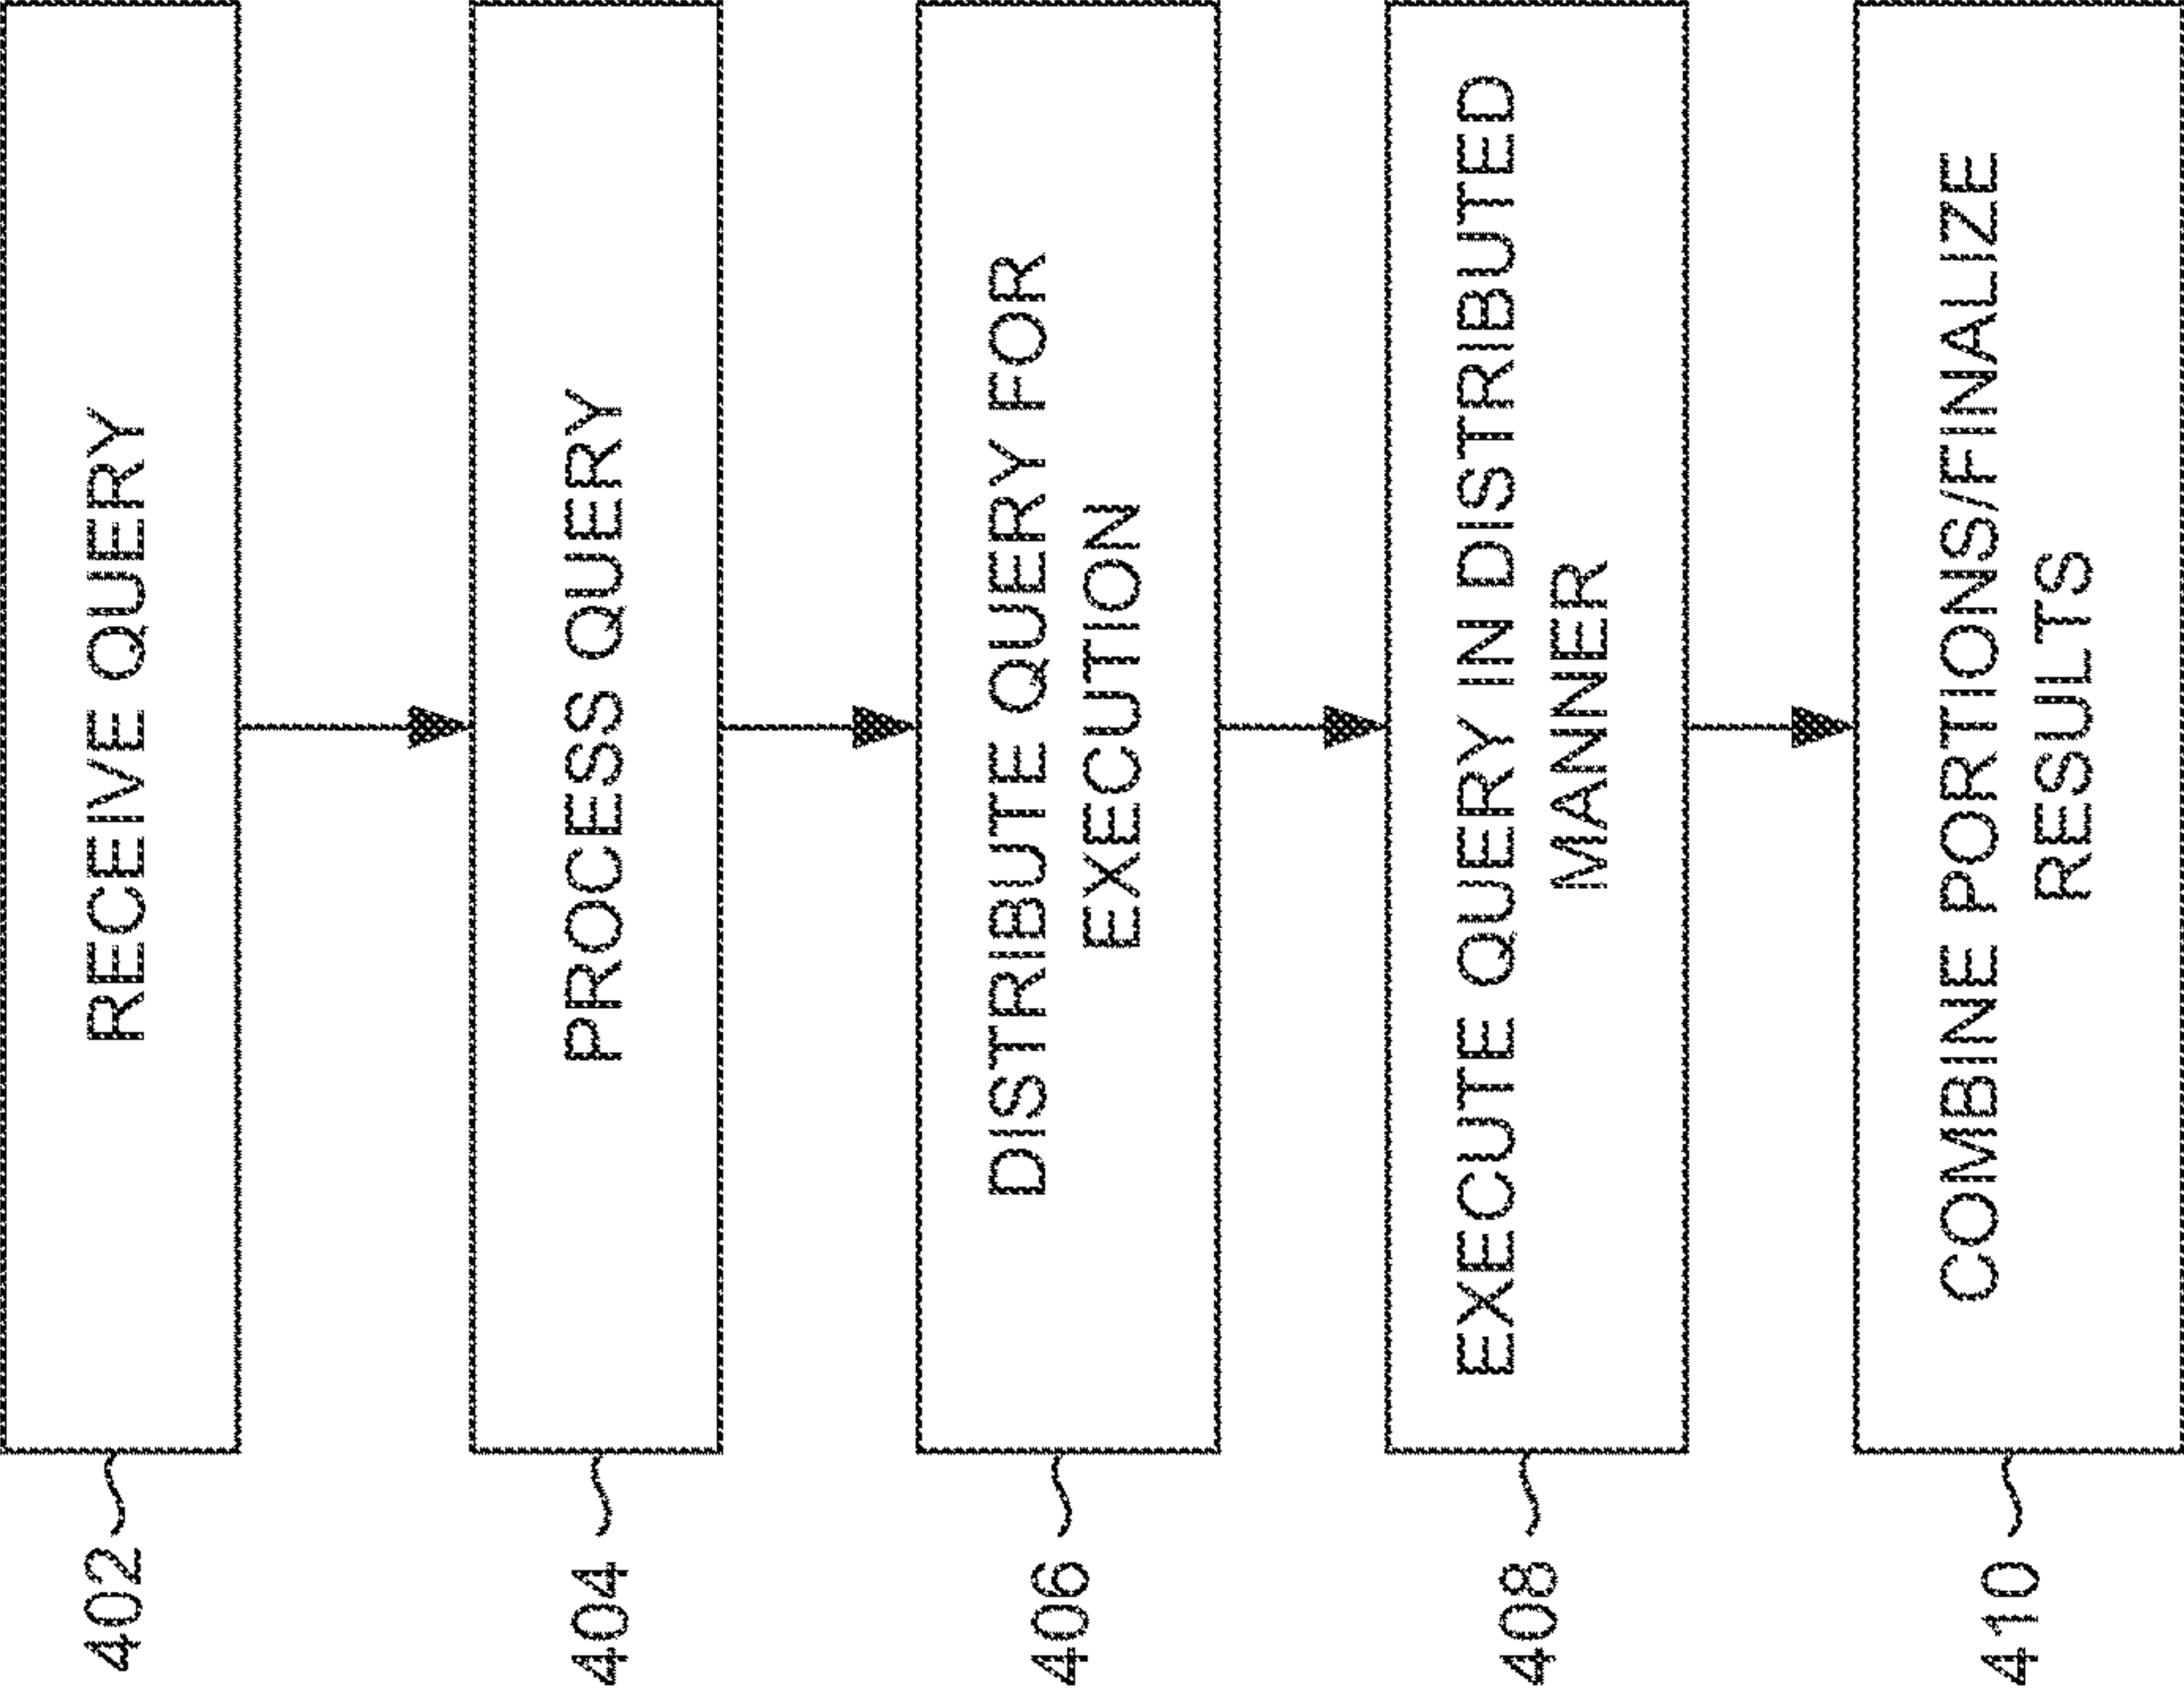 402
RECEIVE QUERY
404
PROCESS QUERY
406
DISTRIBUTE QUERY FOR
EXECUTION
408
EXECUTE QUERY IN DISTRIBUTED
MANNER
410
COMBINE PORTIONS/FINALIZE
RESULTS